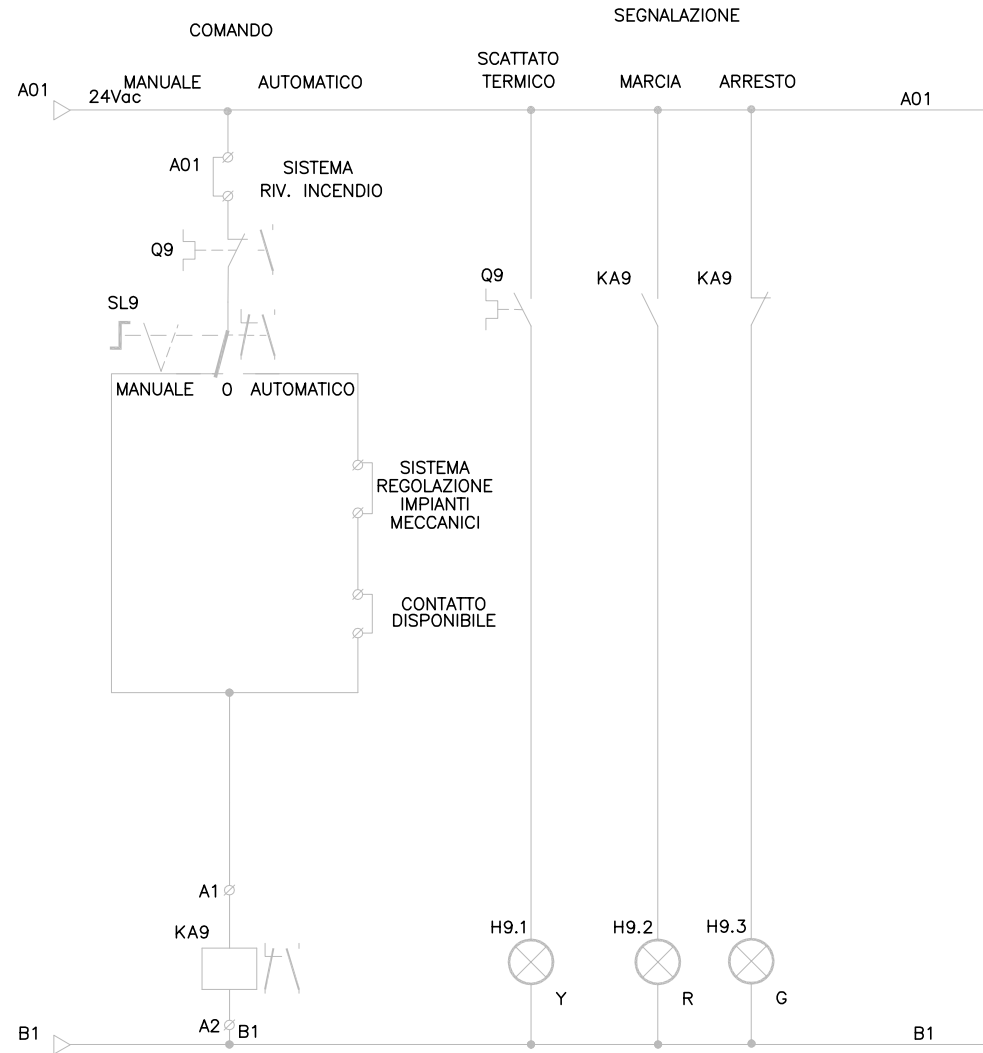 SEGNALAZIONE
COMANDO
SCATTATO
TERMICO
MANUALE
AUTOMATICO
MARCIA
ARRESTO
A01
24Vac
A01
A01
SISTEMA
RIV. INCENDIO
Q9
Q9
KA9
KA9
SL9
MANUALE 0 AUTOMATICO
SISTEMA
REGOLAZIONE
IMPIANTI
MECCANICI
CONTATTO
DISPONIBILE
A1
KA9
H9.1
H9.2
H9.3
Y
R
G
A2
B1
B1
B1